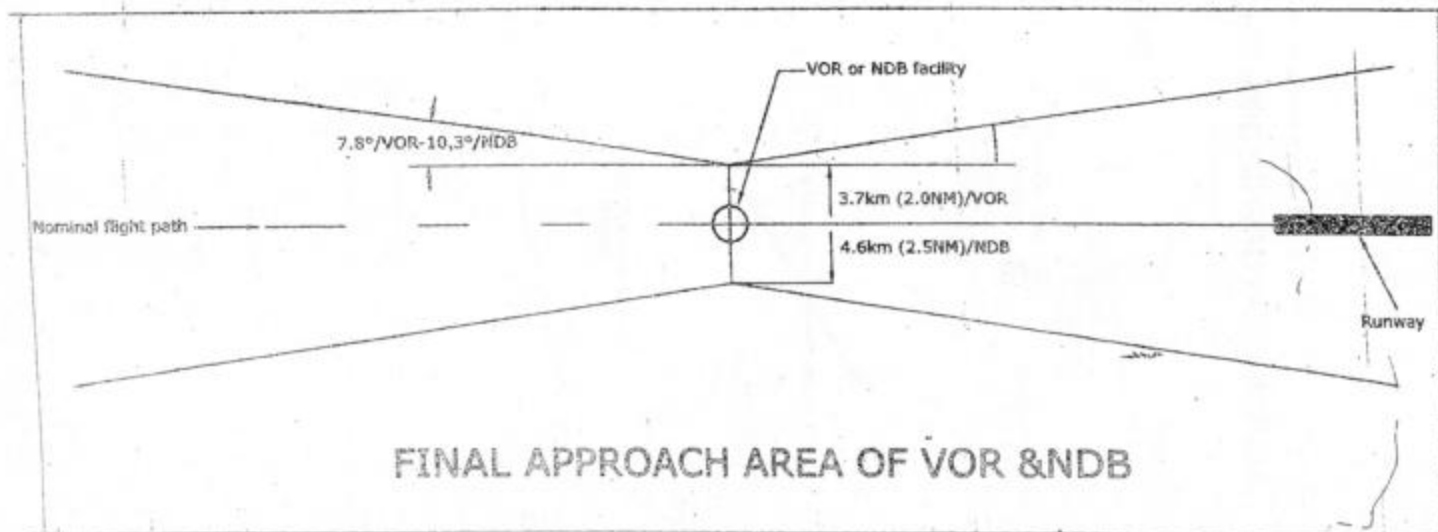 VOR or NDB facility
7.8°/VOR-10,3°/NDB
3.7km (2.0NM)/VOR
Nominal flight path
4.6km (2.5NM)/NDB
Runway
FINAL APPROACH AREA OF VOR &NDB